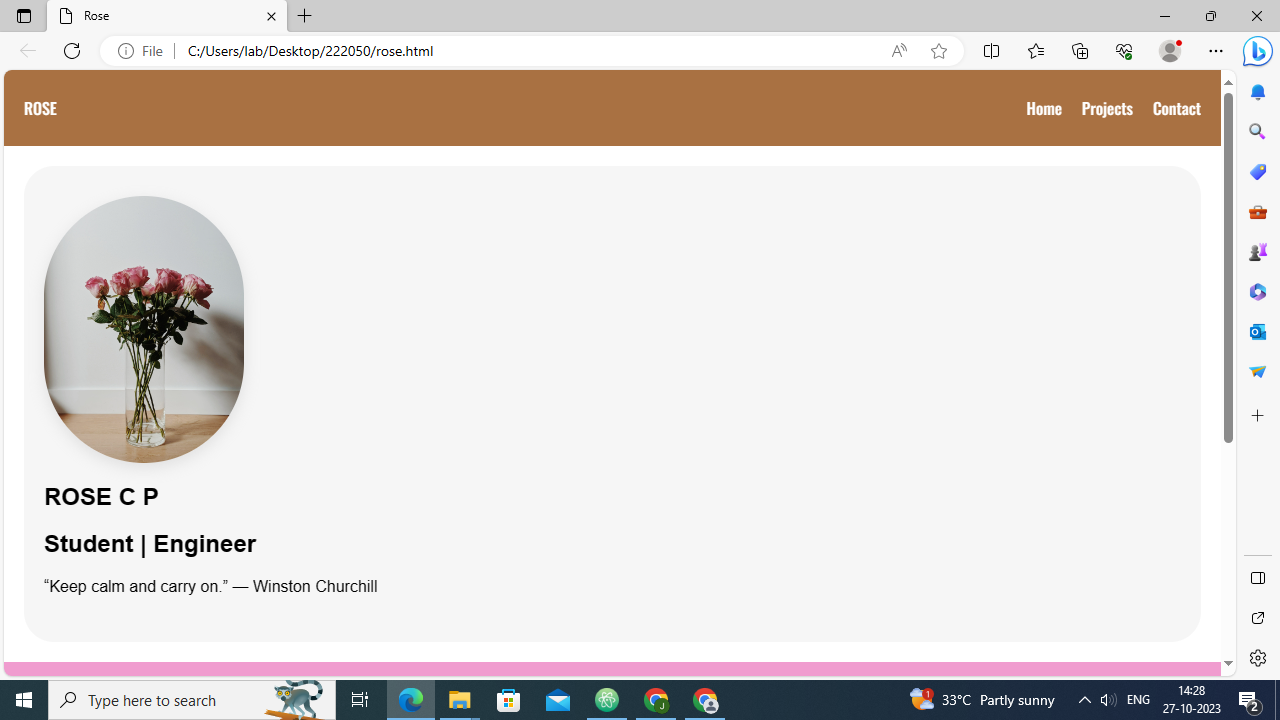 Rose
File
C:/Users/lab/Desktop/222050/rose.html
ROSE
Home Projects Contact
ROSE C P
Student | Engineer
“Keep calm and carry on.” — Winston Churchill
Type here to search
33°C Partly sunny
ENG
14:28
27-10-2023
1
2